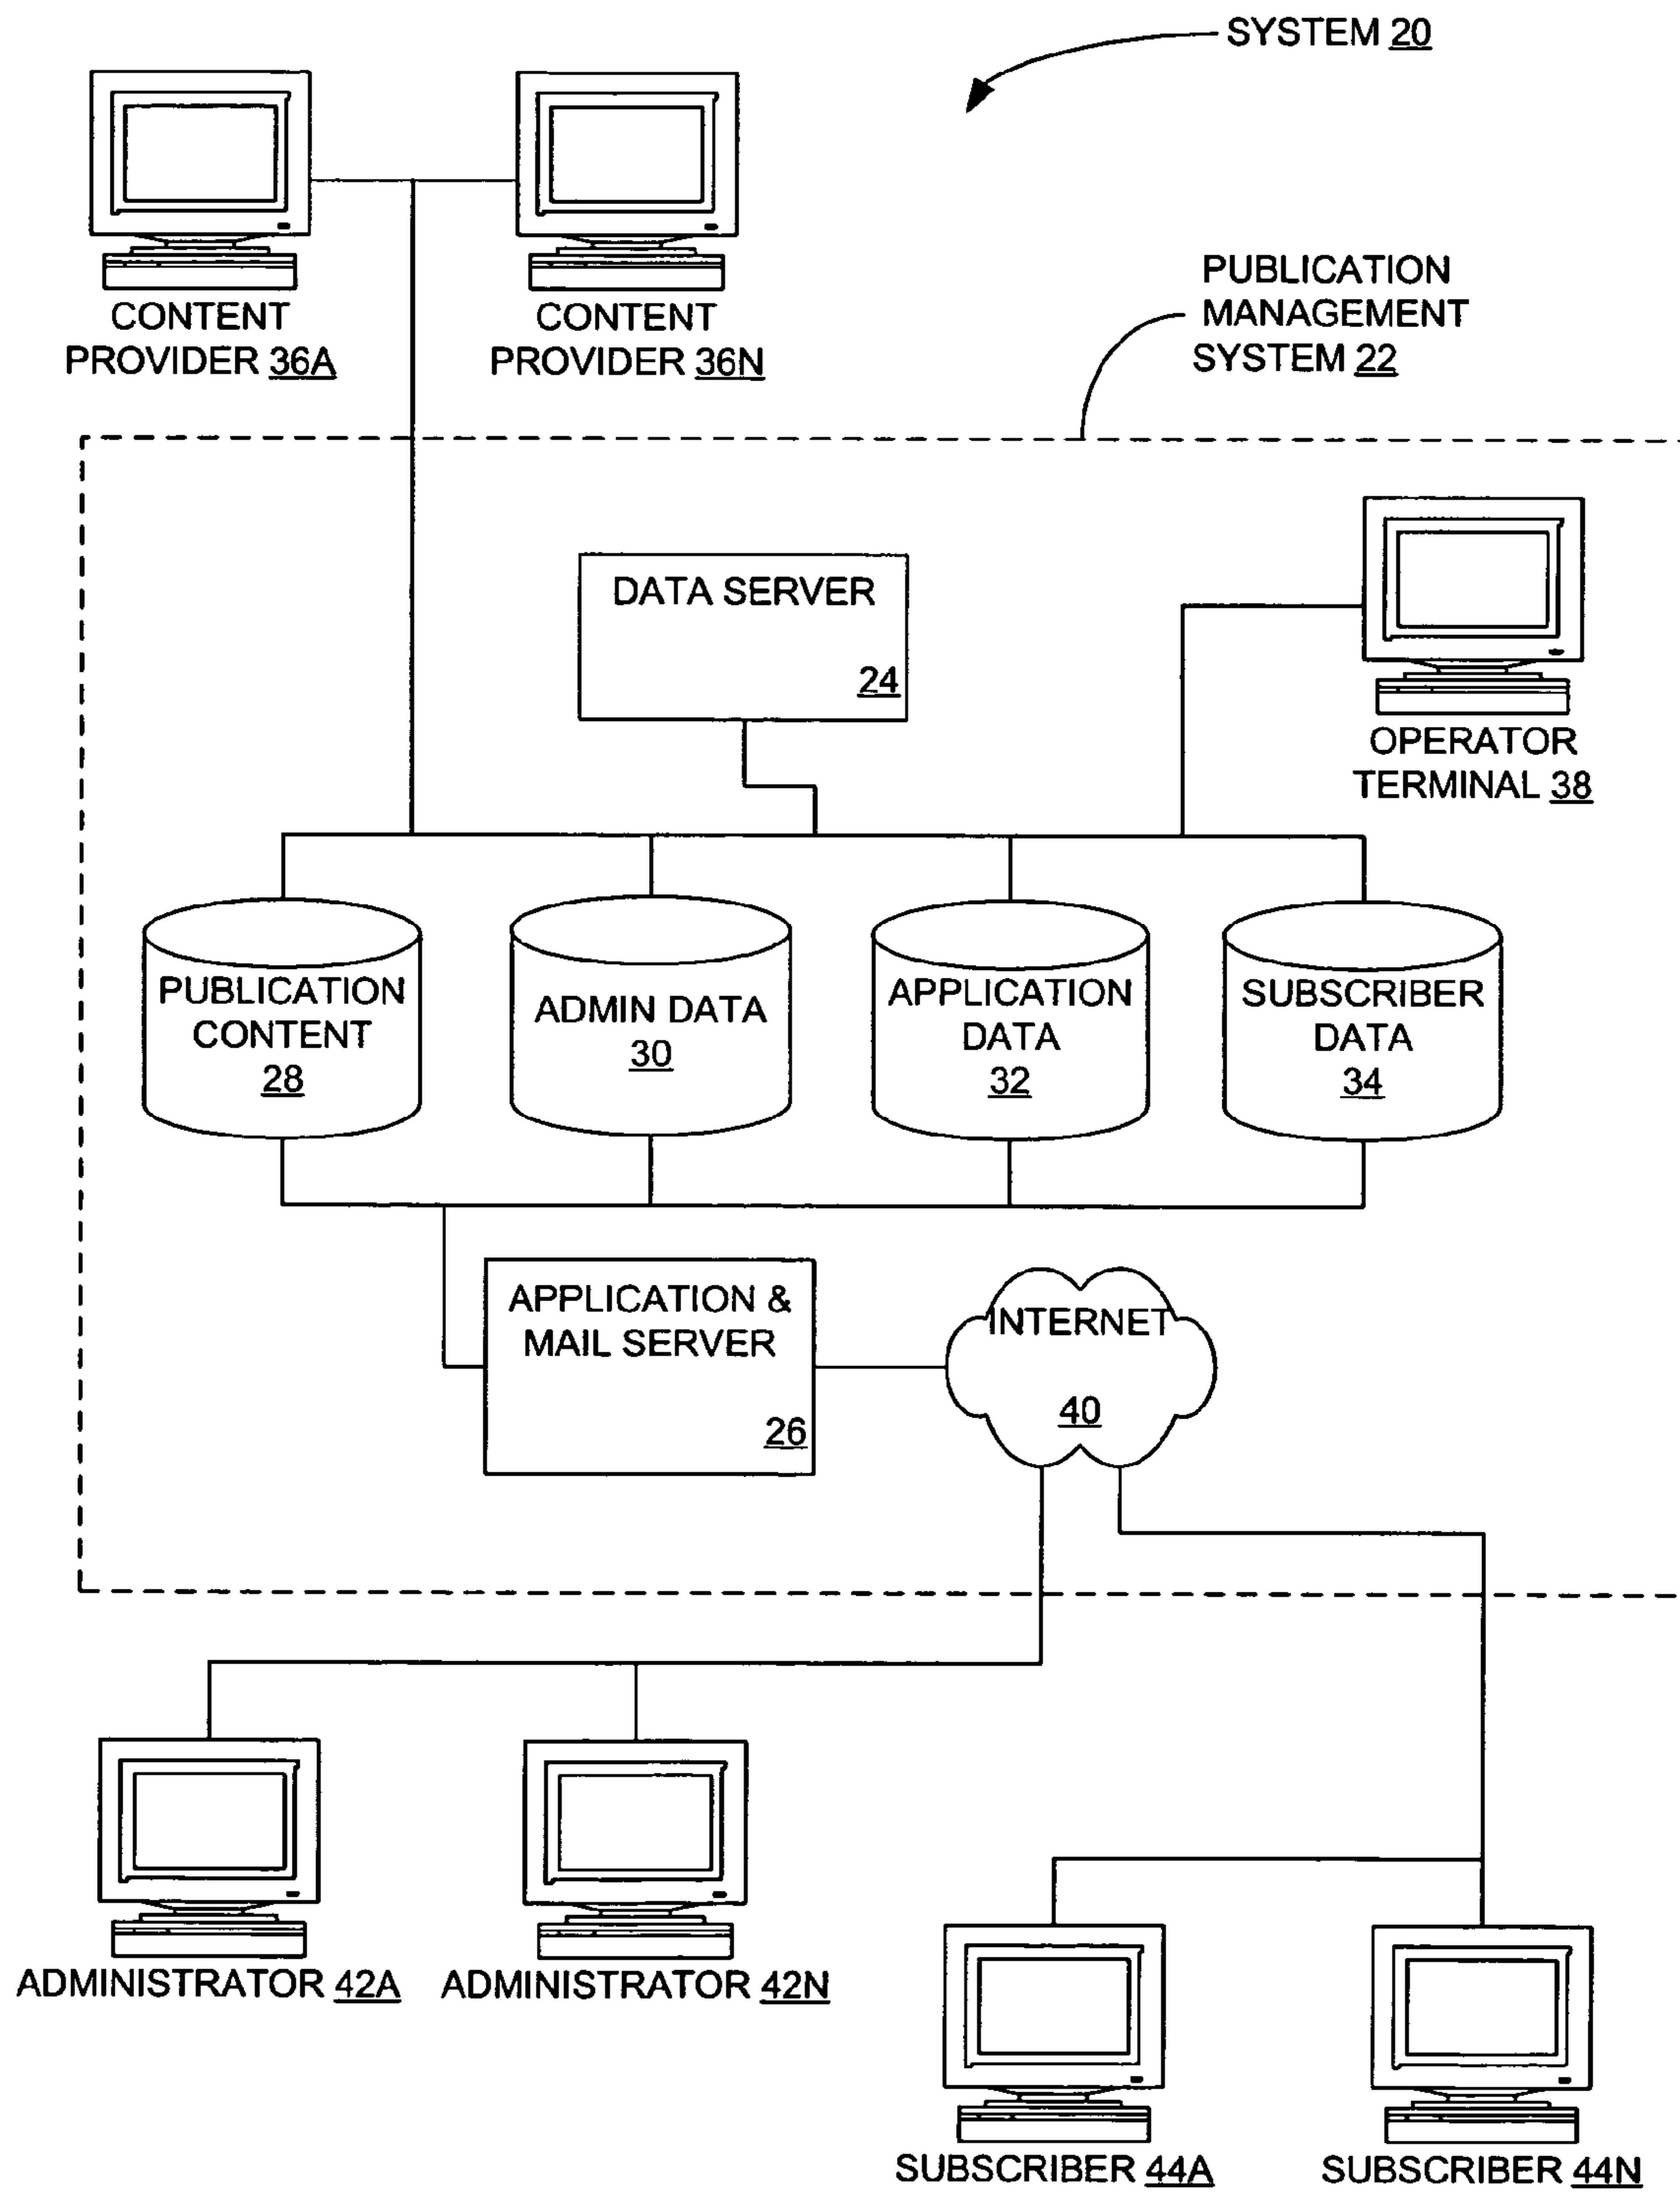 SYSTEM 20
CONTENT
PROVIDER 36A
CONTENT
PROVIDER 36N
PUBLICATION
MANAGEMENT
SYSTEM 22
DATA SERVER
24
OPERATOR
TERMINAL 38
PUBLICATION
CONTENT
28
ADMIN DATA
30
APPLICATION
DATA
32
SUBSCRIBER
DATA
34
APPLICATION &
MAIL SERVER
26
INTERNET
40
ADMINISTRATOR 42A
ADMINISTRATOR 42N
SUBSCRIBER 44A
SUBSCRIBER 44N